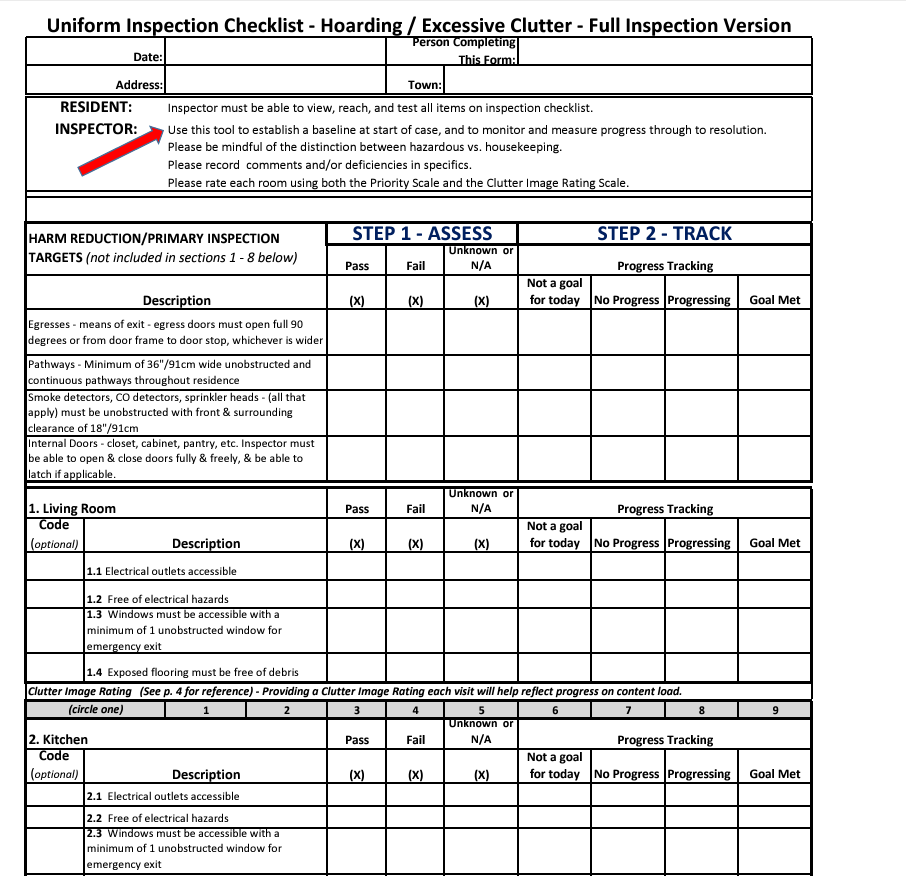 Uniform Inspection Checklist - Hoarding / Excessive Clutter - Full Inspection Version
Date:
Person Completing
This Form:
Address:
Town:
RESIDENT: Inspector must be able to view, reach, and test all items on inspection checklist.
INSPECTOR: Use this tool to establish a baseline at start of case, and to monitor and measure progress through to resolution.
Please be mindful of the distinction between hazardous vs. housekeeping.
Please record comments and/or deficiencies in specifics.
Please rate each room using both the Priority Scale and the Clutter Image Rating Scale.
HARM REDUCTION/PRIMARY INSPECTION
TARGETS (not included in sections 1 - 8 below)
STEP 1 - ASSESS
STEP 2 - TRACK
Pass
Fail
Unknown or
N/A
Progress Tracking
Description
(X)
(X)
(X)
Not a goal
for today
No Progress
Progressing
Goal Met
Egresses - means of exit - egress doors must open full 90
degrees or from door frame to door stop, whichever is wider
Pathways - Minimum of 36"/91cm wide unobstructed and
continuous pathways throughout residence
Smoke detectors, CO detectors, sprinkler heads - (all that
apply) must be unobstructed with front & surrounding
clearance of 18"/91cm
Internal Doors - closet, cabinet, pantry, etc. Inspector must
be able to open & close doors fully & freely, & be able to
latch if applicable.
1. Living Room
Pass
Fail
Unknown or
N/A
Progress Tracking
Code
(optional)
Description
(X)
(X)
(X)
Not a goal
for today
No Progress
Progressing
Goal Met
1.1 Electrical outlets accessible
1.2 Free of electrical hazards
1.3 Windows must be accessible with a
minimum of 1 unobstructed window for
emergency exit
1.4 Exposed flooring must be free of debris
Clutter Image Rating (See p. 4 for reference) - Providing a Clutter Image Rating each visit will help reflect progress on content load.
(circle one) 1 2 3 4 5 6 7 8 9
2. Kitchen
Pass
Fail
Unknown or
N/A
Progress Tracking
Code
(optional)
Description
(X)
(X)
(X)
Not a goal
for today
No Progress
Progressing
Goal Met
2.1 Electrical outlets accessible
2.2 Free of electrical hazards
2.3 Windows must be accessible with a
minimum of 1 unobstructed window for
emergency exit